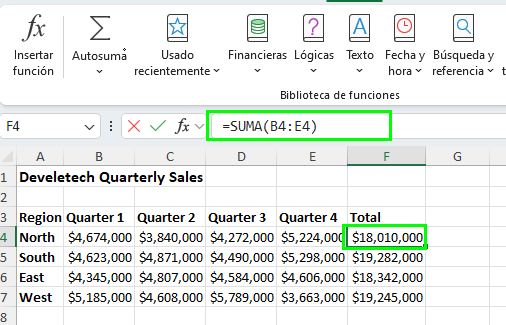 fx
Insertar función
Autosuma
Usado recientemente
Financieras
Lógicas
Texto
Fecha y hora
Búsqueda y referencia
Biblioteca de funciones
F4 fx =SUMA(B4:E4)
A B C D E F G
1 Develetech Quarterly Sales
2
3 Region Quarter 1 Quarter 2 Quarter 3 Quarter 4 Total
4 North $4,674,000 $3,840,000 $4,272,000 $5,224,000 $18,010,000
5 South $4,623,000 $4,871,000 $4,490,000 $5,298,000 $19,282,000
6 East $4,345,000 $4,807,000 $4,584,000 $4,606,000 $18,342,000
7 West $5,185,000 $4,608,000 $5,789,000 $3,663,000 $19,245,000
8